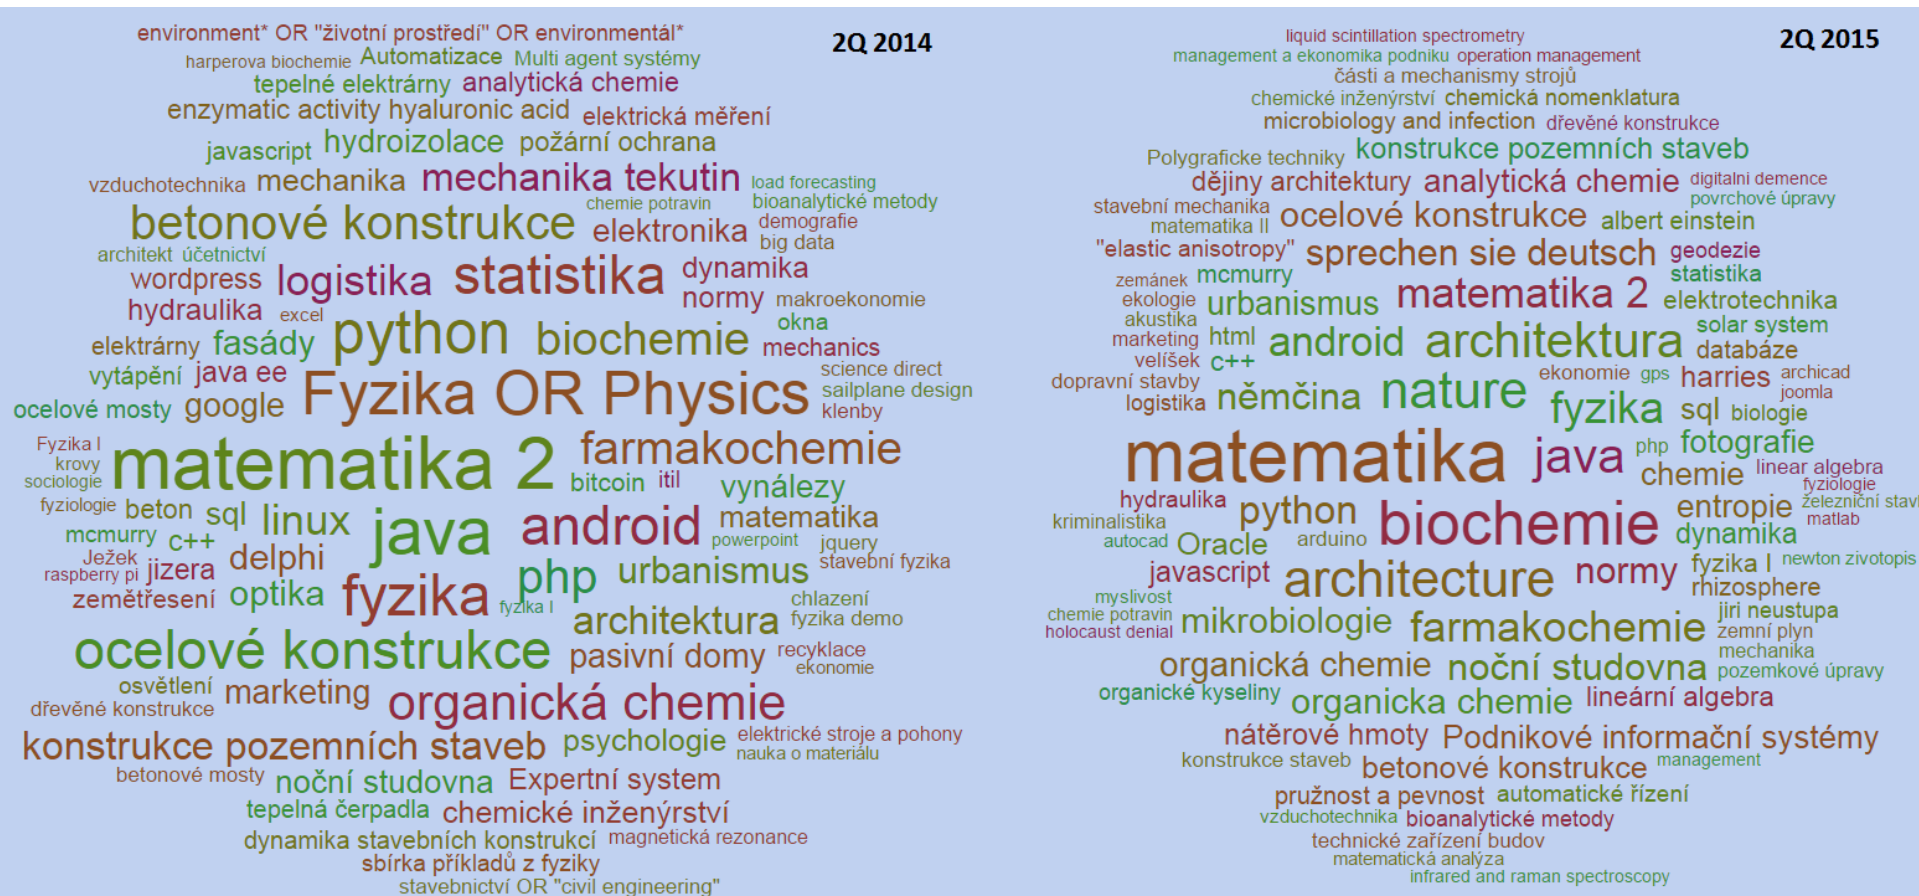 environment* OR "životní prostředí" OR environmentál*
2Q 2014
harperova biochemie Automatizace Multi agent systémy
tepelné elektrárny analytická chemie
enzymatic activity hyaluronic acid elektrická měření
javascript hydroizolace požární ochrana
vzduchotechnika mechanika mechanika tekutin load forecasting
chemie potravin bioanalytické metody
betonové konstrukce elektronika demografie
big data
architekt účetnictví
wordpress logistika statistika dynamika
hydraulika excel normy makroekonomie
python biochemie okna
elektrárny fasády mechanics
vytápění java ee Fyzika OR Physics science direct
sailplane design
ocelové mosty google klenby
Fyzika I
krovy
sociologie matematika 2 farmakochemie
bitcoin itil vynálezy
fyziologie beton sql linux java android matematika
mcmurry c++ powerpoint jquery
Ježek delphi stavební fyzika
raspberry pi jizera php urbanismus
zemětřesení optika fyzika fyzika I chlazení
architektura fyzika demo
ocelové konstrukce pasivní domy recyklace
ekonomie
osvětlení marketing organická chemie
dřevěné konstrukce
konstrukce pozemních staveb psychologie elektrické stroje a pohony
nauka o materiálu
betonové mosty noční studovna Expertní system
tepelná čerpadla chemické inženýrství
dynamika stavebních konstrukcí magnetická rezonance
sbírka příkladů z fyziky
stavebnictví OR "civil engineering"
liquid scintillation spectrometry
2Q 2015
management a ekonomika podniku operation management
části a mechanismy strojů
chemické inženýrství chemická nomenklatura
microbiology and infection dřevěné konstrukce
Polygraficke techniky konstrukce pozemních staveb
dějiny architektury analytická chemie digitalni demence
povrchové úpravy
stavební mechanika ocelové konstrukce albert einstein
matematika II
"elastic anisotropy" sprechen sie deutsch geodezie
zemánek mcmurry statistika
ekologie urbanismus matematika 2 elektrotechnika
akustika
marketing html android architektura solar system
velíšek c++ databáze
dopravní stavby němčina nature ekonomie gps harries archicad
logistika fyzika sql biologie joomla
matematika java php fotografie
chemie linear algebra
hydraulika python biochemie entropie fyziologie
kriminalistika železniční stavl
autocad Oracle arduino dynamika matlab
javascript architecture normy fyzika I newton zivotopis
rhizosphere
myslivost
chemie potravin mikrobiologie farmakochemie jiri neustupa
holocaust denial zemní plyn
mechanika
organická chemie noční studovna pozemkové úpravy
organické kyseliny organicka chemie lineární algebra
nátěrové hmoty Podnikové informační systémy
konstrukce staveb betonové konstrukce management
pružnost a pevnost automatické řízení
vzduchotechnika bioanalytické metody
technické zařízení budov
matematická analýza
infrared and raman spectroscopy